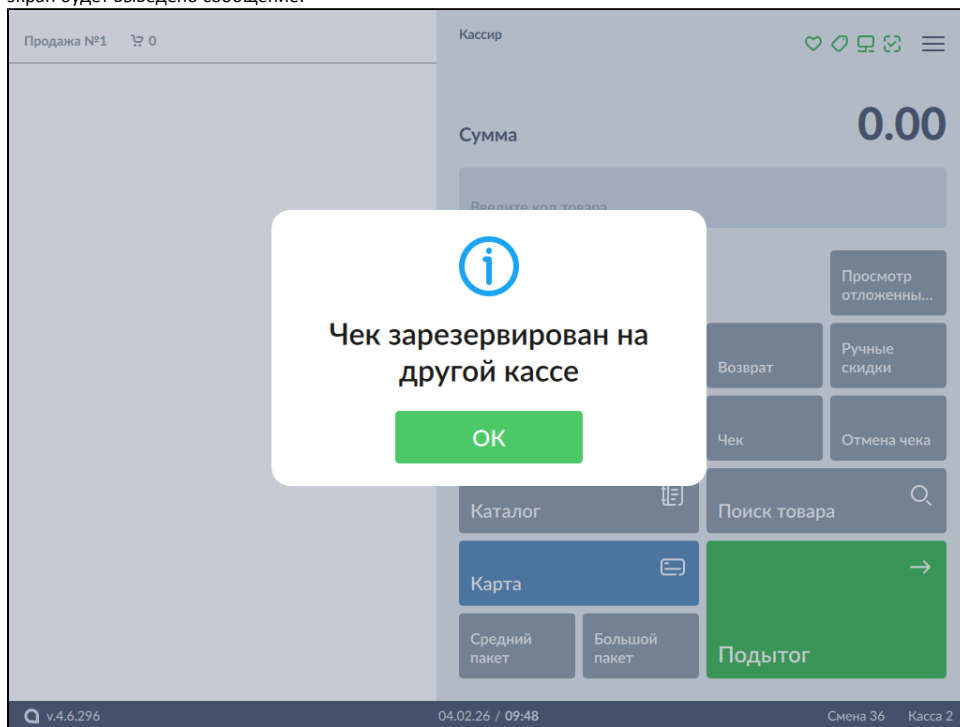 экран будет выведено сообщение.
Продажа №1 0
Кассир
Сумма
0.00
Введите код товара
Чек зарезервирован на
другой кассе
ОК
Просмотр
отложенны...
Возврат
Ручные
скидки
Чек
Отмена чека
Каталог
Поиск товара
Карта
Средний
пакет
Большой
пакет
Подытог
v.4.6.296
04.02.26 / 09:48
Смена 36 Касса 2